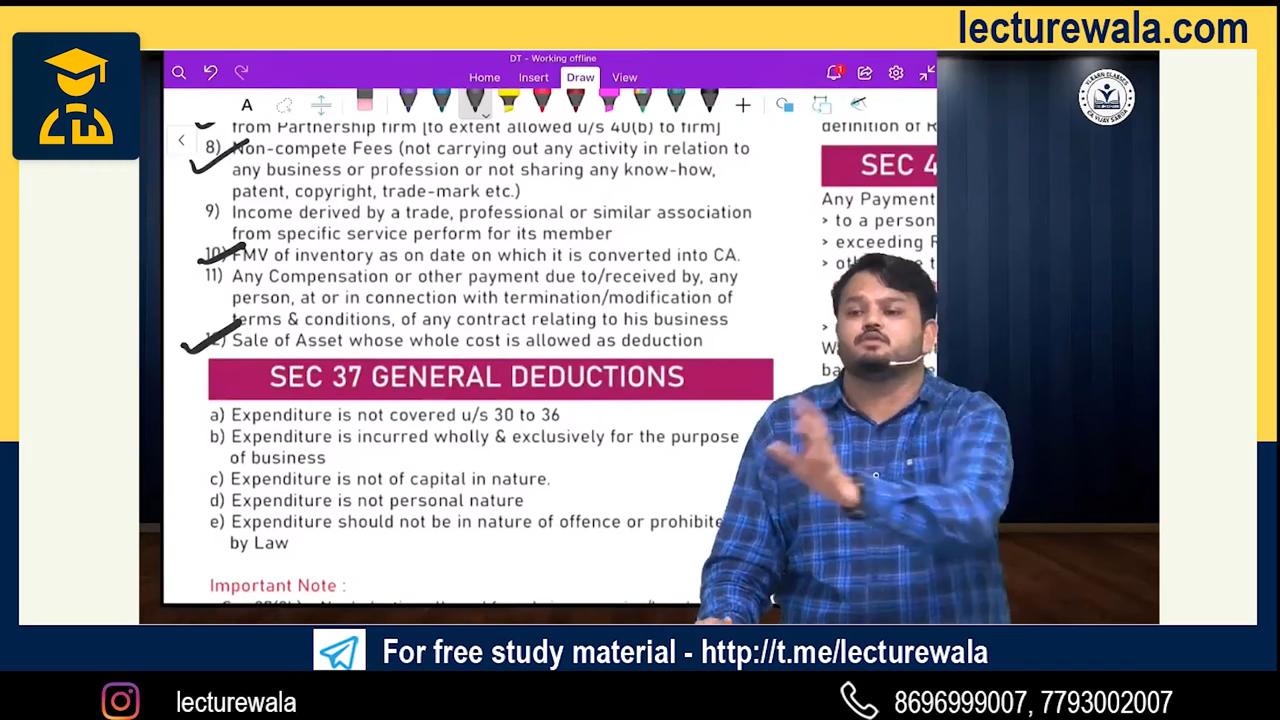 lecturewala.com
DT - Working offline
Home Insert Draw View
from Partnership firm [to extent allowed u/s 40(b) to firm]
8) Non-compete Fees (not carrying out any activity in relation to
any business or profession or not sharing any know-how,
patent, copyright, trade-mark etc.)
9) Income derived by a trade, professional or similar association
from specific service perform for its member
10) FMV of inventory as on date on which it is converted into CA.
11) Any Compensation or other payment due to/received by, any
person, at or in connection with termination/modification of
terms & conditions, of any contract relating to his business
12) Sale of Asset whose whole cost is allowed as deduction
SEC 37 GENERAL DEDUCTIONS
a) Expenditure is not covered u/s 30 to 36
b) Expenditure is incurred wholly & exclusively for the purpose
of business
c) Expenditure is not of capital in nature.
d) Expenditure is not personal nature
e) Expenditure should not be in nature of offence or prohibite
by Law
Important Note :
definition of R
SEC 4
Any Payment
> to a person
> exceeding R
> othe
For free study material - http://t.me/lecturewala
lecturewala
8696999007, 7793002007